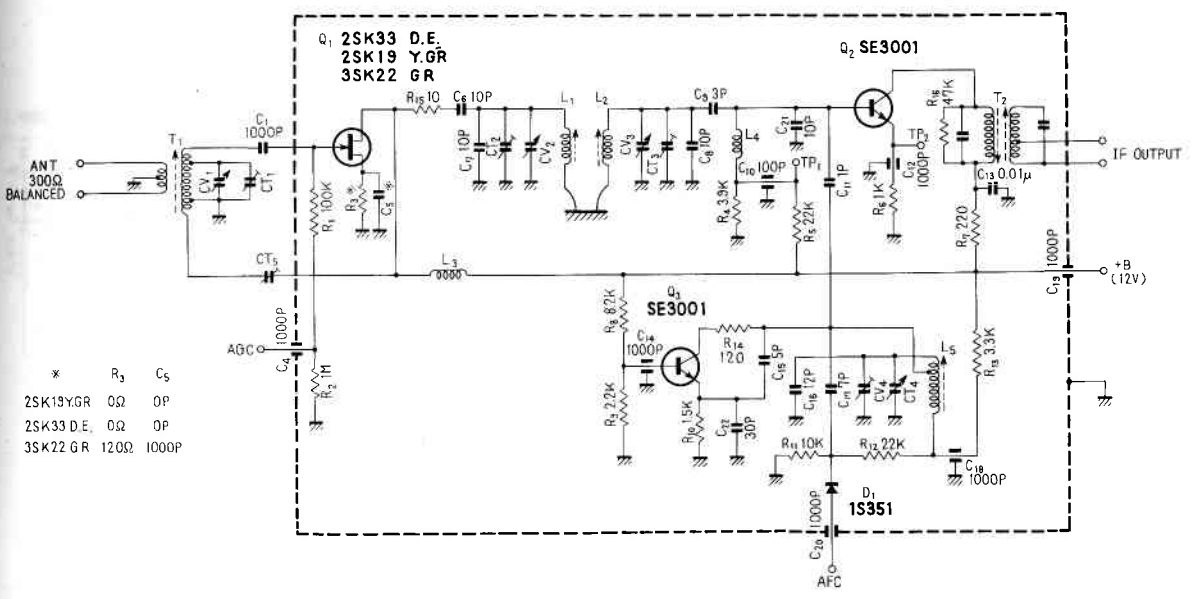 Q1 2SK33 D.E.
2SK19 Y.GR
3SK22 GR
Q2 SE3001
R15 10
C6 10P
L1
L2
C9 3P
R16 47K
T2
C1 1000P
T1
C7 10P
CT2
CV2
CV3
CT3
C8 10P
L4
C21 10P
TP2
1000P
IF OUTPUT
ANT
300Ω
BALANCED
CV1
CT1
R1 100K
R3 *
C5 *
C10 100P
TP1
C11 1P
C13 0.01µ
R4 3.9K
R5 22K
R6 1K
R7 220
CT5
L3
C19 1000P
+B
(12V)
Q3
SE3001
R8 8.2K
C14
1000P
R14
120
C15 5P
L5
R13 3.3K
AGC
C4 1000P
R2 1M
C16 12P
C17 7P
CV4
CT4
R9 2.2K
R10 1.5K
C22 30P
R11 10K
R12 22K
C18
1000P
D1
1S351
C20 1000P
AFC
* R3 C5
2SK19Y.GR 0Ω 0P
2SK33 D.E. 0Ω 0P
3SK22 GR 120Ω 1000P